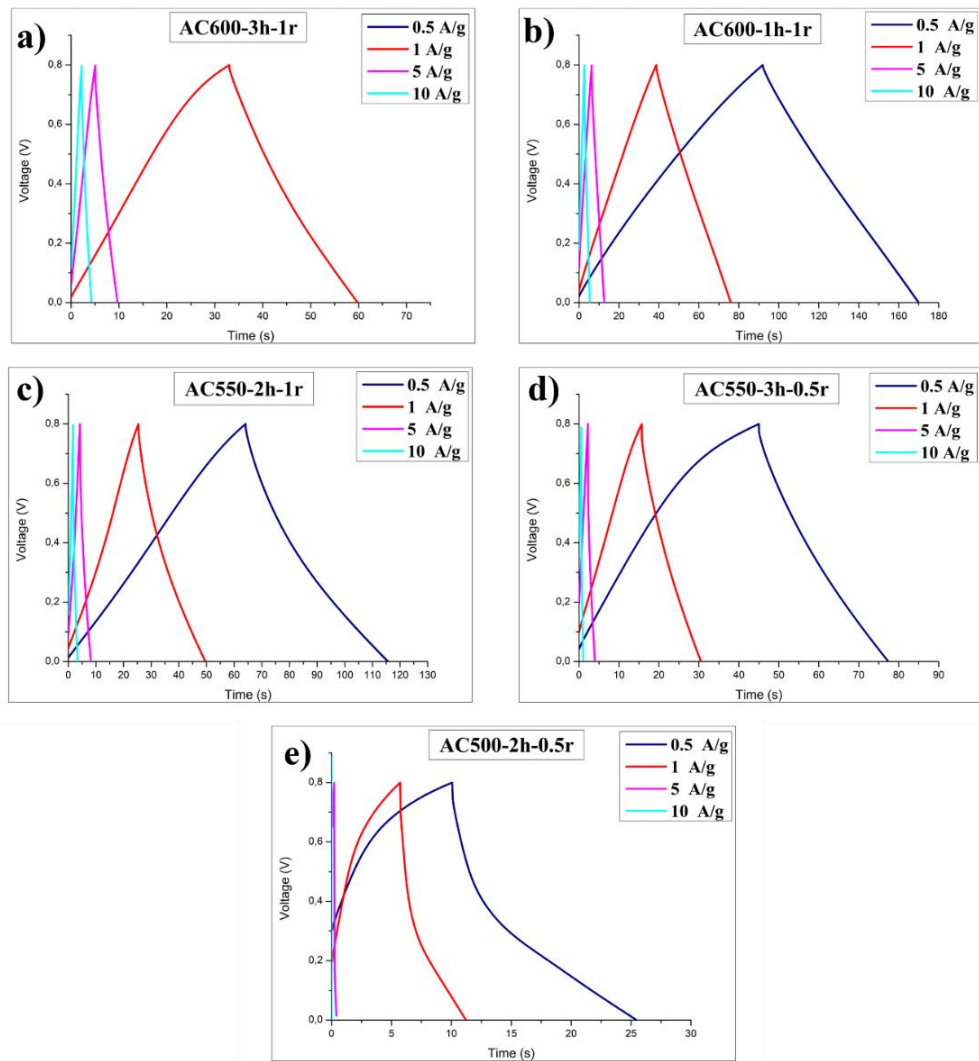 a)
AC600-3h-1r
0.5 A/g
1 A/g
5 A/g
10 A/g
Voltage (V)
0,8
0,6
0,4
0,2
0,0
0 10 20 30 40 50 60 70
Time (s)
b)
AC600-1h-1r
0.5 A/g
1 A/g
5 A/g
10 A/g
Voltage (V)
0,8
0,6
0,4
0,2
0,0
0 20 40 60 80 100 120 140 160 180
Time (s)
c)
AC550-2h-1r
0.5 A/g
1 A/g
5 A/g
10 A/g
Voltage (V)
0,8
0,6
0,4
0,2
0,0
0 10 20 30 40 50 60 70 80 90 100 110 120 130
Time (s)
d)
AC550-3h-0.5r
0.5 A/g
1 A/g
5 A/g
10 A/g
Voltage (V)
0,8
0,6
0,4
0,2
0,0
0 10 20 30 40 50 60 70 80 90
Time (s)
e)
AC500-2h-0.5r
0.5 A/g
1 A/g
5 A/g
10 A/g
Voltage (V)
0,8
0,6
0,4
0,2
0,0
0 5 10 15 20 25 30
Time (s)